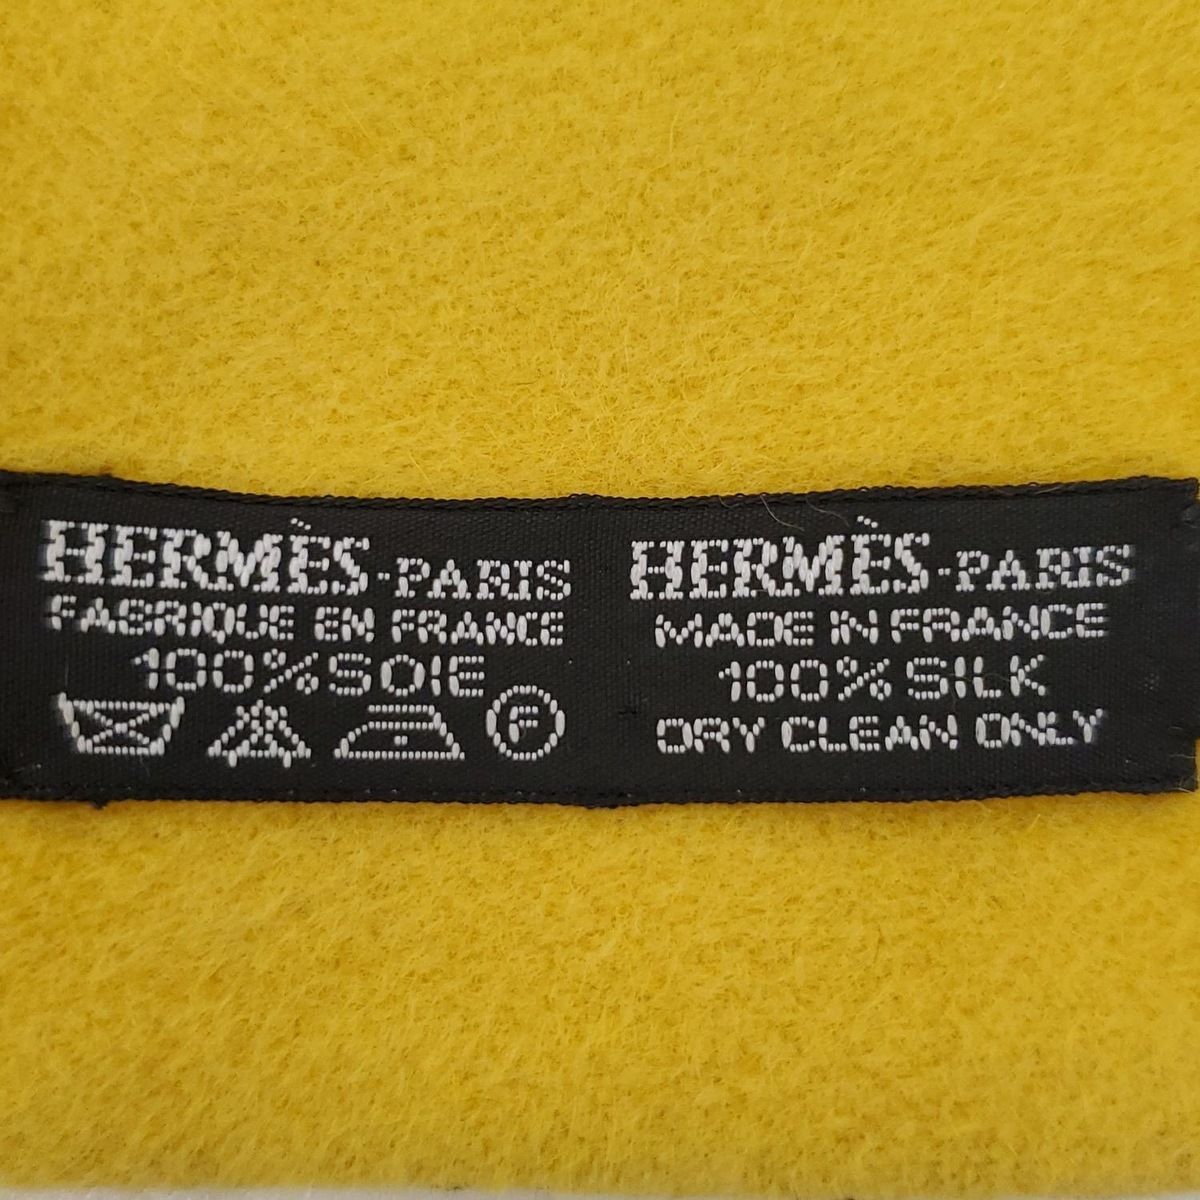 HERMÈS-PARIS
FABRIQUE EN FRANCE
100% SOIE
F
HERMÈS-PARIS
MADE IN FRANCE
100% SILK
DRY CLEAN ONLY